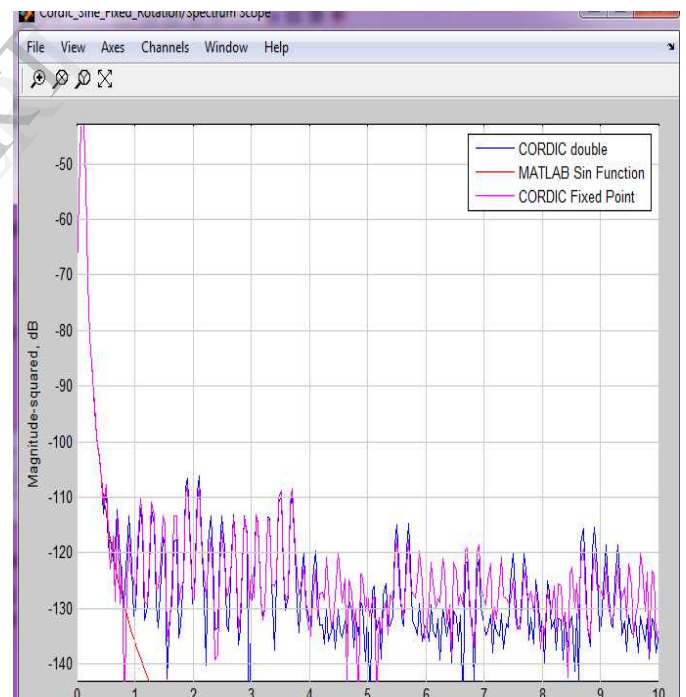 Cordic_Sine_Fixed_Rotation/Spectrum Scope
File View Axes Channels Window Help
CORDIC double
MATLAB Sin Function
CORDIC Fixed Point
Magnitude-squared, dB
-50
-60
-70
-80
-90
-100
-110
-120
-130
-140
0 1 2 3 4 5 6 7 8 9 10